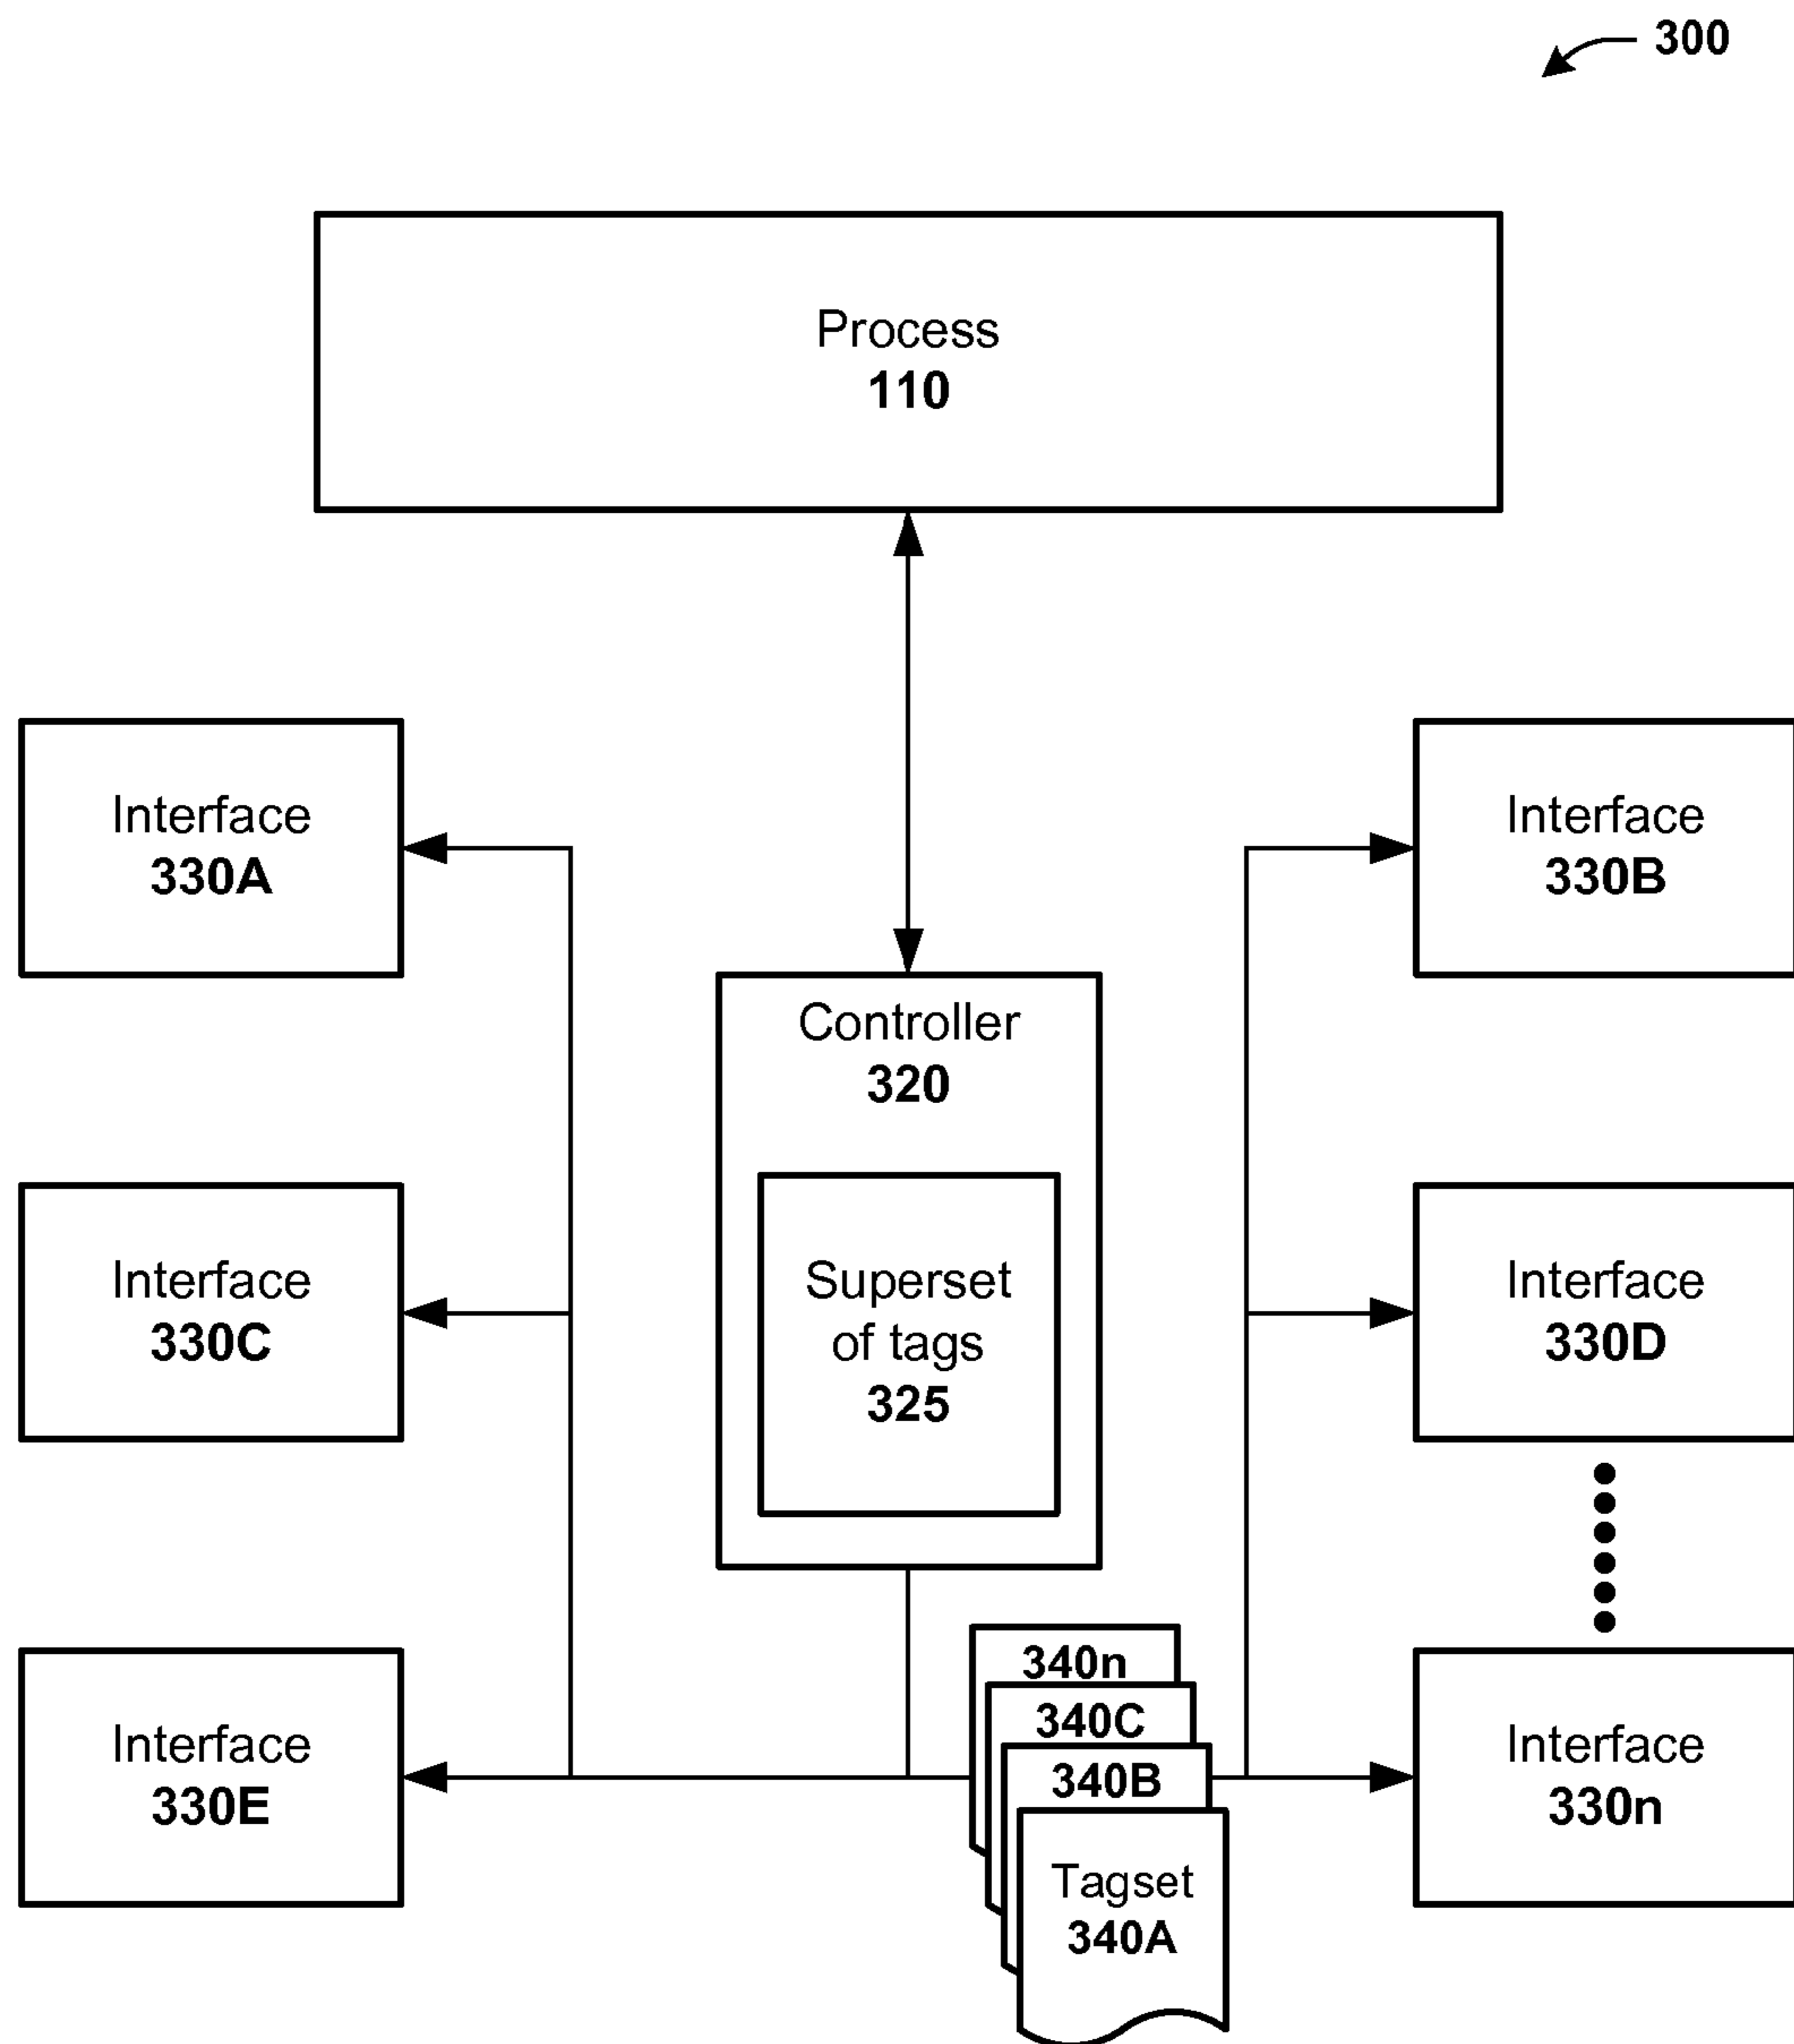 300
Process
110
Interface
330A
Interface
330B
Controller
320
Superset
of tags
325
Interface
330C
Interface
330D
340n
340C
340B
Tagset
340A
Interface
330E
Interface
330n